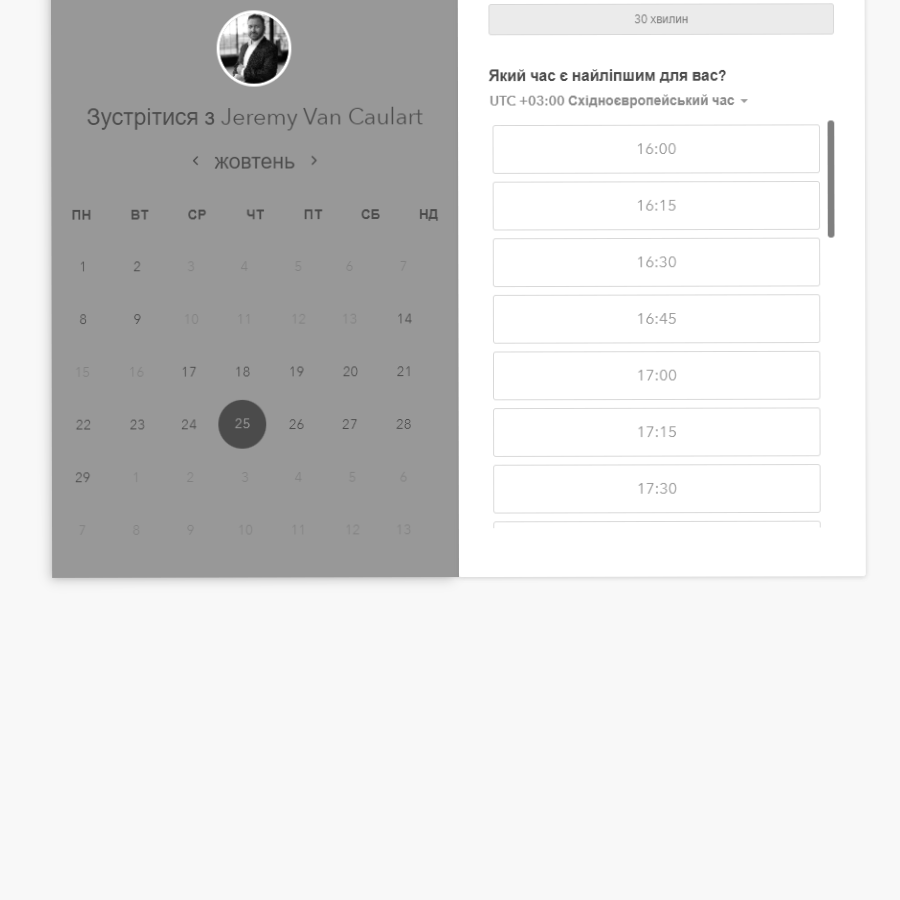 Зустрітися з Jeremy Van Caulart
жовтень
ПН ВТ СР ЧТ ПТ СБ НД
1 2 3 4 5 6 7
8 9 10 11 12 13 14
15 16 17 18 19 20 21
22 23 24 25 26 27 28
29 1 2 3 4 5 6
7 8 9 10 11 12 13
30 хвилин
Який час є найліпшим для вас?
UTC +03:00 Східноєвропейський час
16:00
16:15
16:30
16:45
17:00
17:15
17:30